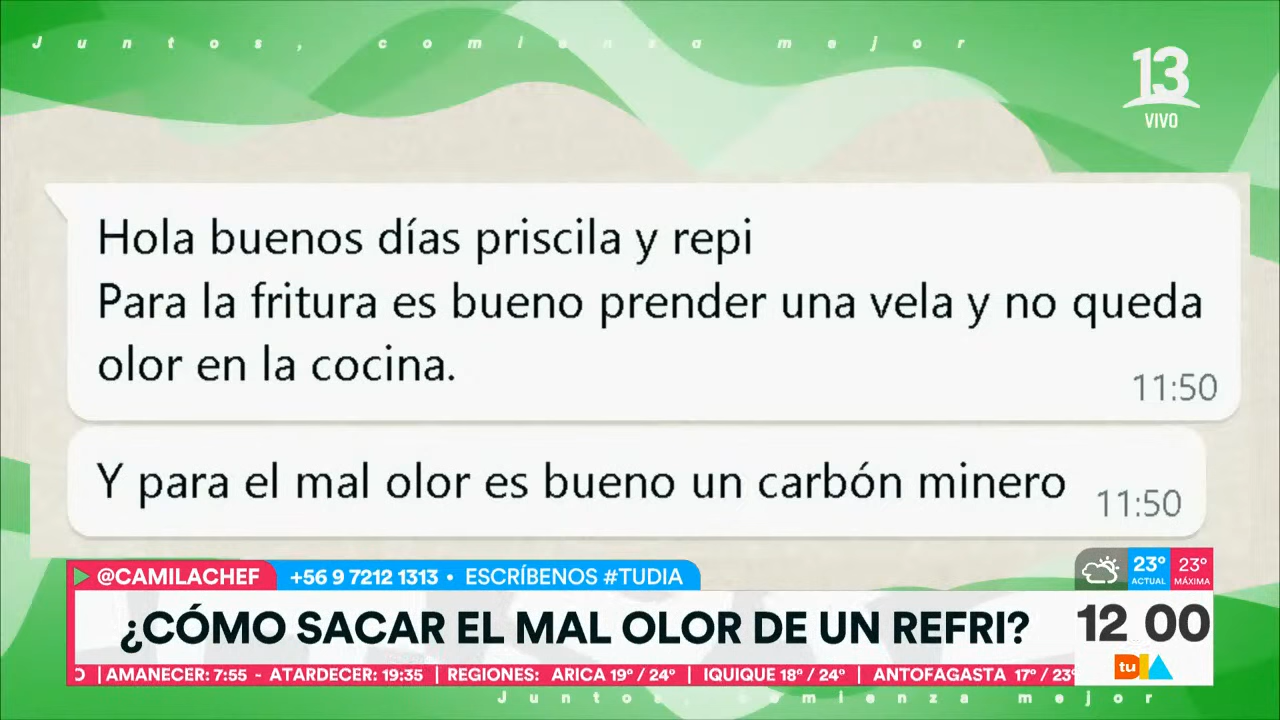 Juntos, comienza mejor
13
VIVO
Hola buenos días priscila y repi
Para la fritura es bueno prender una vela y no queda
olor en la cocina.
11:50
Y para el mal olor es bueno un carbón minero
11:50
@CAMILACHEF
+56 9 7212 1313 • ESCRÍBENOS #TUDIA
23° ACTUAL
23° MÁXIMA
¿CÓMO SACAR EL MAL OLOR DE UN REFRI?
12 00
tu DÍA
O | AMANECER: 7:55 - ATARDECER: 19:35 | REGIONES: ARICA 19° / 24° | IQUIQUE 18° / 24° | ANTOFAGASTA 17° / 23°
Juntos, comienza mejor